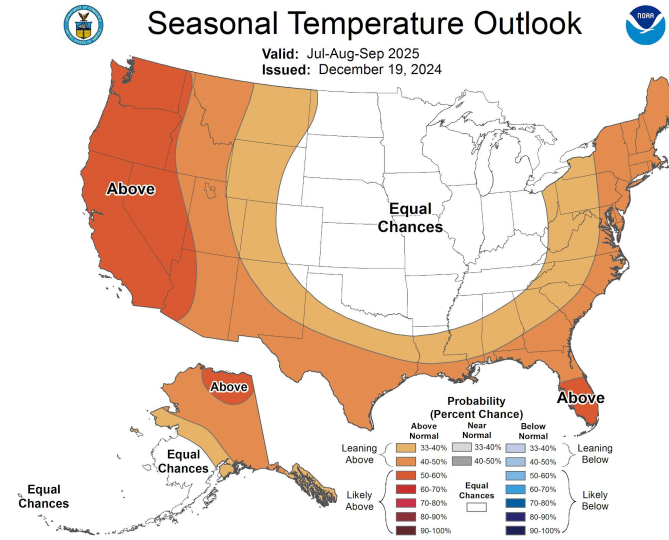 Seasonal Temperature Outlook
NOAA
Valid: Jul-Aug-Sep 2025
Issued: December 19, 2024
Above
Equal
Chances
Above
Above
Equal
Chances
Equal
Chances
Probability
(Percent Chance)
Above
Normal
Near
Normal
Below
Normal
Leaning
Above
33-40%
33-40%
33-40%
Leaning
Below
40-50%
40-50%
40-50%
Likely
Above
50-60%
50-60%
Likely
Below
60-70%
Equal
Chances
60-70%
70-80%
70-80%
80-90%
80-90%
90-100%
90-100%